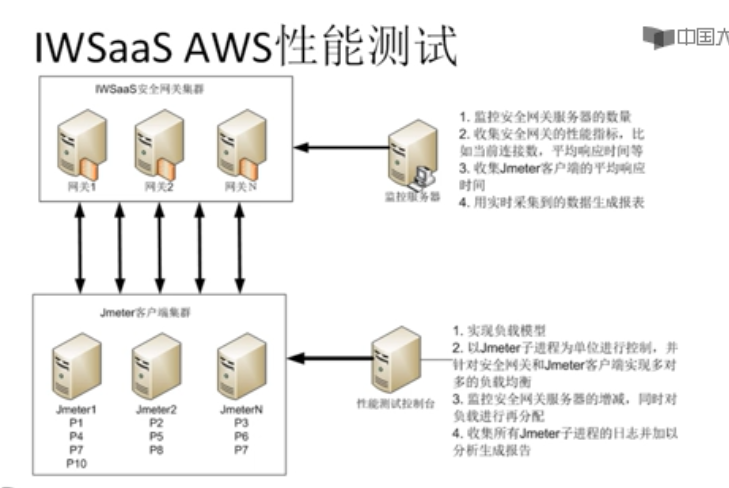 IWSaaS AWS性能测试
中国大
IWSaaS安全网关集群
网关1
网关2
网关N
监控服务器
1. 监控安全网关服务器的数量
2. 收集安全网关的性能指标，比
如当前连接数，平均响应时间等
3. 收集Jmeter客户端的平均响应
时间
4. 用实时采集到的数据生成报表
Jmeter客户端集群
Jmeter1
P1
P4
P7
P10
Jmeter2
P2
P5
P8
JmeterN
P3
P6
P7
性能测试控制台
1. 实现负载模型
2. 以Jmeter子进程为单位进行控制，并
针对安全网关和Jmeter客户端实现多对
多的负载均衡
3. 监控安全网关服务器的增减，同时对
负载进行再分配
4. 收集所有Jmeter子进程的日志并加以
分析生成报告